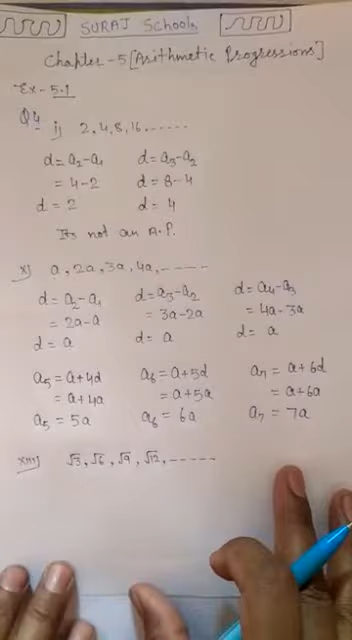 SURAJ Schools
Chapter-5 [Arithmetic Progressions]
Ex-5.1
Q4 i) 2, 4, 8, 16, ......
d = a₂-a₁ d = a₃-a₂
= 4-2 d = 8-4
d = 2 d = 4
It's not an A.P.
x) a, 2a, 3a, 4a, -----
d = a₂-a₁ d = a₃-a₂ d = a₄-a₃
= 2a-a = 3a-2a = 4a-3a
d = a d = a d = a
a₅ = a+4d a₆ = a+5d a₇ = a+6d
= a+4a = a+5a = a+6a
a₅ = 5a a₆ = 6a a₇ = 7a
√3, √6, √9, √12, ------